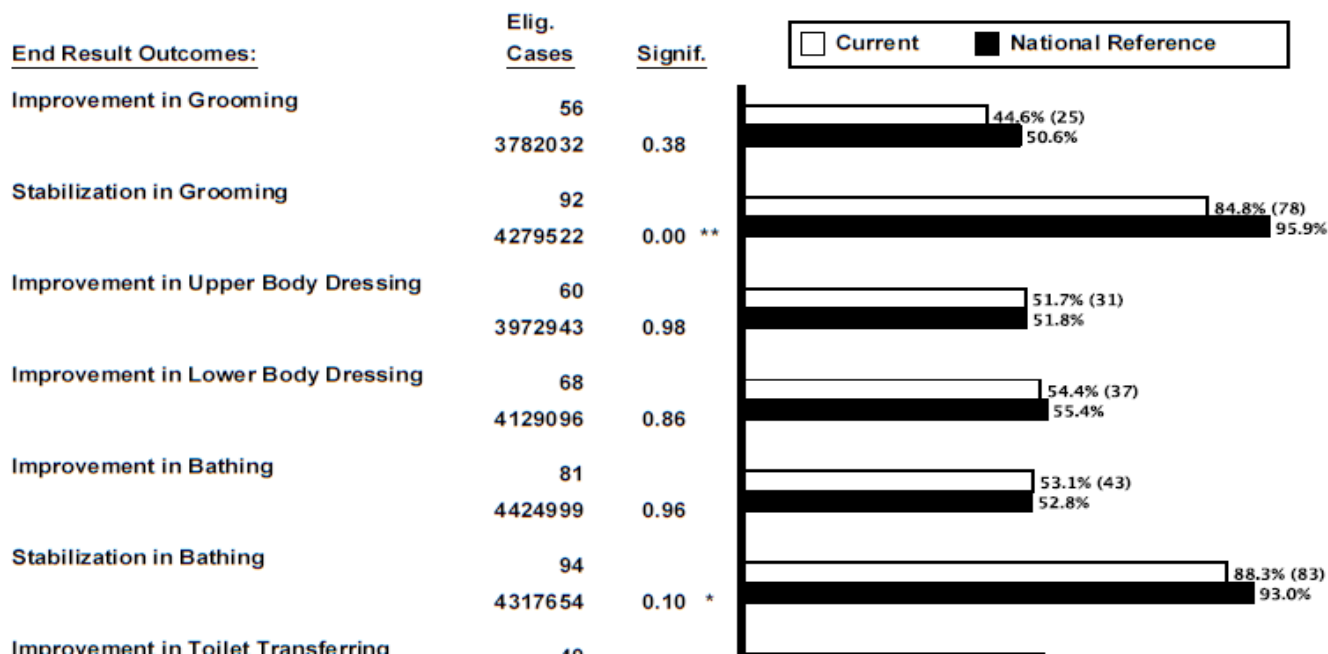 Elig.
End Result Outcomes: Cases Signif. Current National Reference
Improvement in Grooming 56 44.6% (25)
3782032 0.38 50.6%
Stabilization in Grooming 92 84.8% (78)
4279522 0.00 ** 95.9%
Improvement in Upper Body Dressing 60 51.7% (31)
3972943 0.98 51.8%
Improvement in Lower Body Dressing 68 54.4% (37)
4129096 0.86 55.4%
Improvement in Bathing 81 53.1% (43)
4424999 0.96 52.8%
Stabilization in Bathing 94 88.3% (83)
4317654 0.10 * 93.0%
Improvement in Toilet Transferring